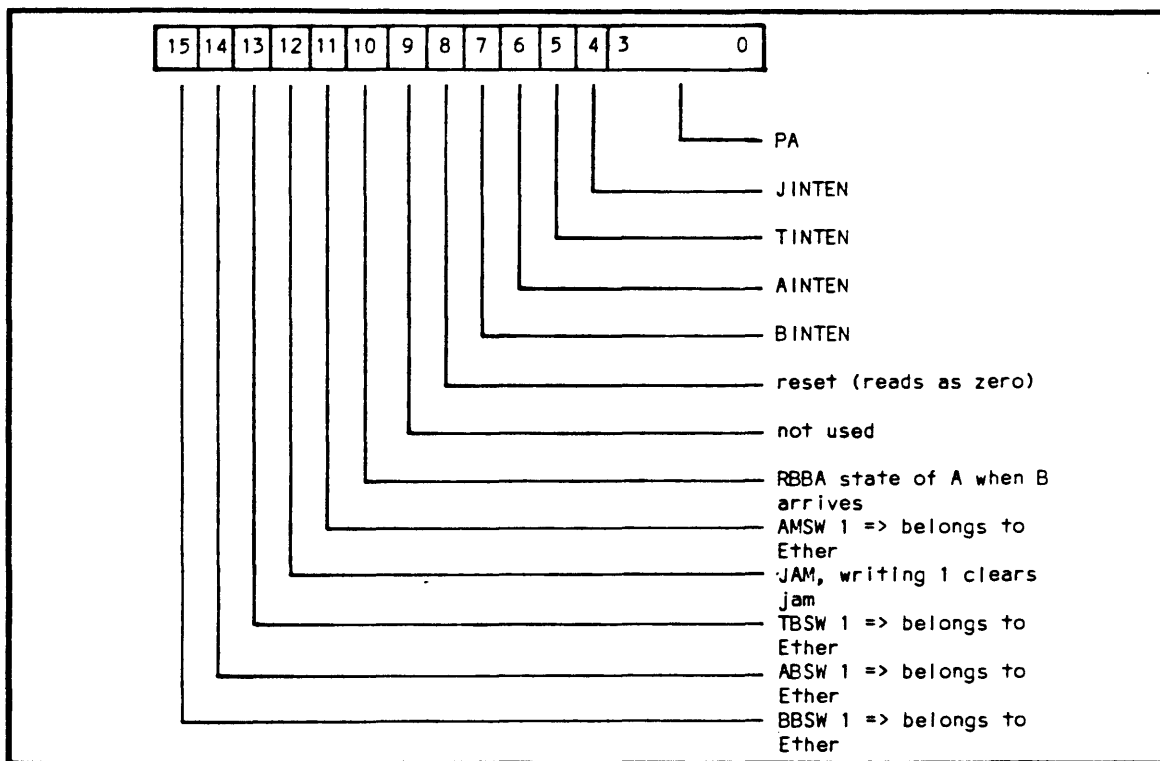 15 14 13 12 11 10 9 8 7 6 5 4 3 0
PA
JINTEN
TINTEN
AINTEN
BINTEN
reset (reads as zero)
not used
RBBA state of A when B
arrives
AMSW 1 => belongs to
Ether
JAM, writing 1 clears
jam
TBSW 1 => belongs to
Ether
ABSW 1 => belongs to
Ether
BBSW 1 => belongs to
Ether